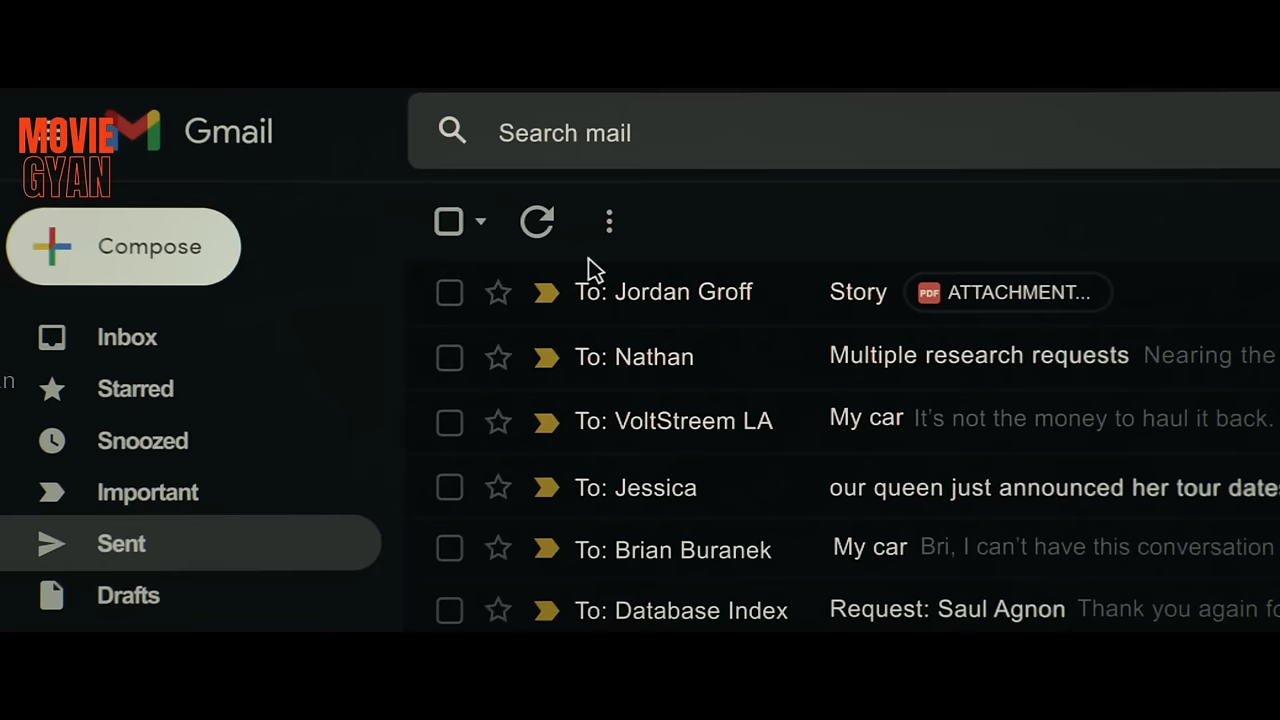 MOVIE
GYAN
Gmail
Search mail
Compose
Inbox
Starred
Snoozed
Important
Sent
Drafts
To: Jordan Groff Story PDF ATTACHMENT...
To: Nathan Multiple research requests Nearing the
To: VoltStreem LA My car It's not the money to haul it back.
To: Jessica our queen just announced her tour dates
To: Brian Buranek My car Bri, I can't have this conversation
To: Database Index Request: Saul Agnon Thank you again